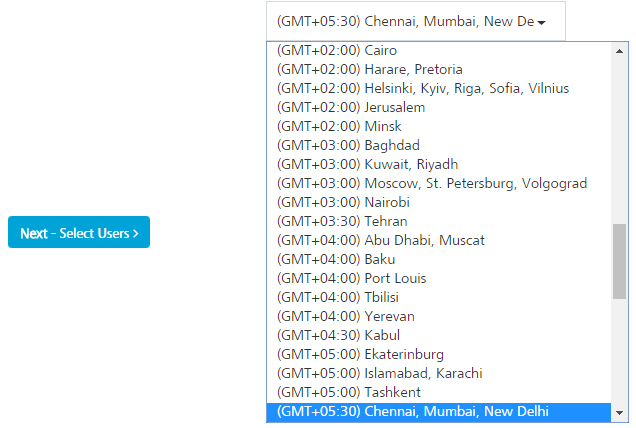 (GMT+05:30) Chennai, Mumbai, New De
(GMT+02:00) Cairo
(GMT+02:00) Harare, Pretoria
(GMT+02:00) Helsinki, Kyiv, Riga, Sofia, Vilnius
(GMT+02:00) Jerusalem
(GMT+02:00) Minsk
(GMT+03:00) Baghdad
(GMT+03:00) Kuwait, Riyadh
(GMT+03:00) Moscow, St. Petersburg, Volgograd
(GMT+03:00) Nairobi
(GMT+03:30) Tehran
(GMT+04:00) Abu Dhabi, Muscat
(GMT+04:00) Baku
(GMT+04:00) Port Louis
(GMT+04:00) Tbilisi
(GMT+04:00) Yerevan
(GMT+04:30) Kabul
(GMT+05:00) Ekaterinburg
(GMT+05:00) Islamabad, Karachi
(GMT+05:00) Tashkent
(GMT+05:30) Chennai, Mumbai, New Delhi
Next - Select Users >